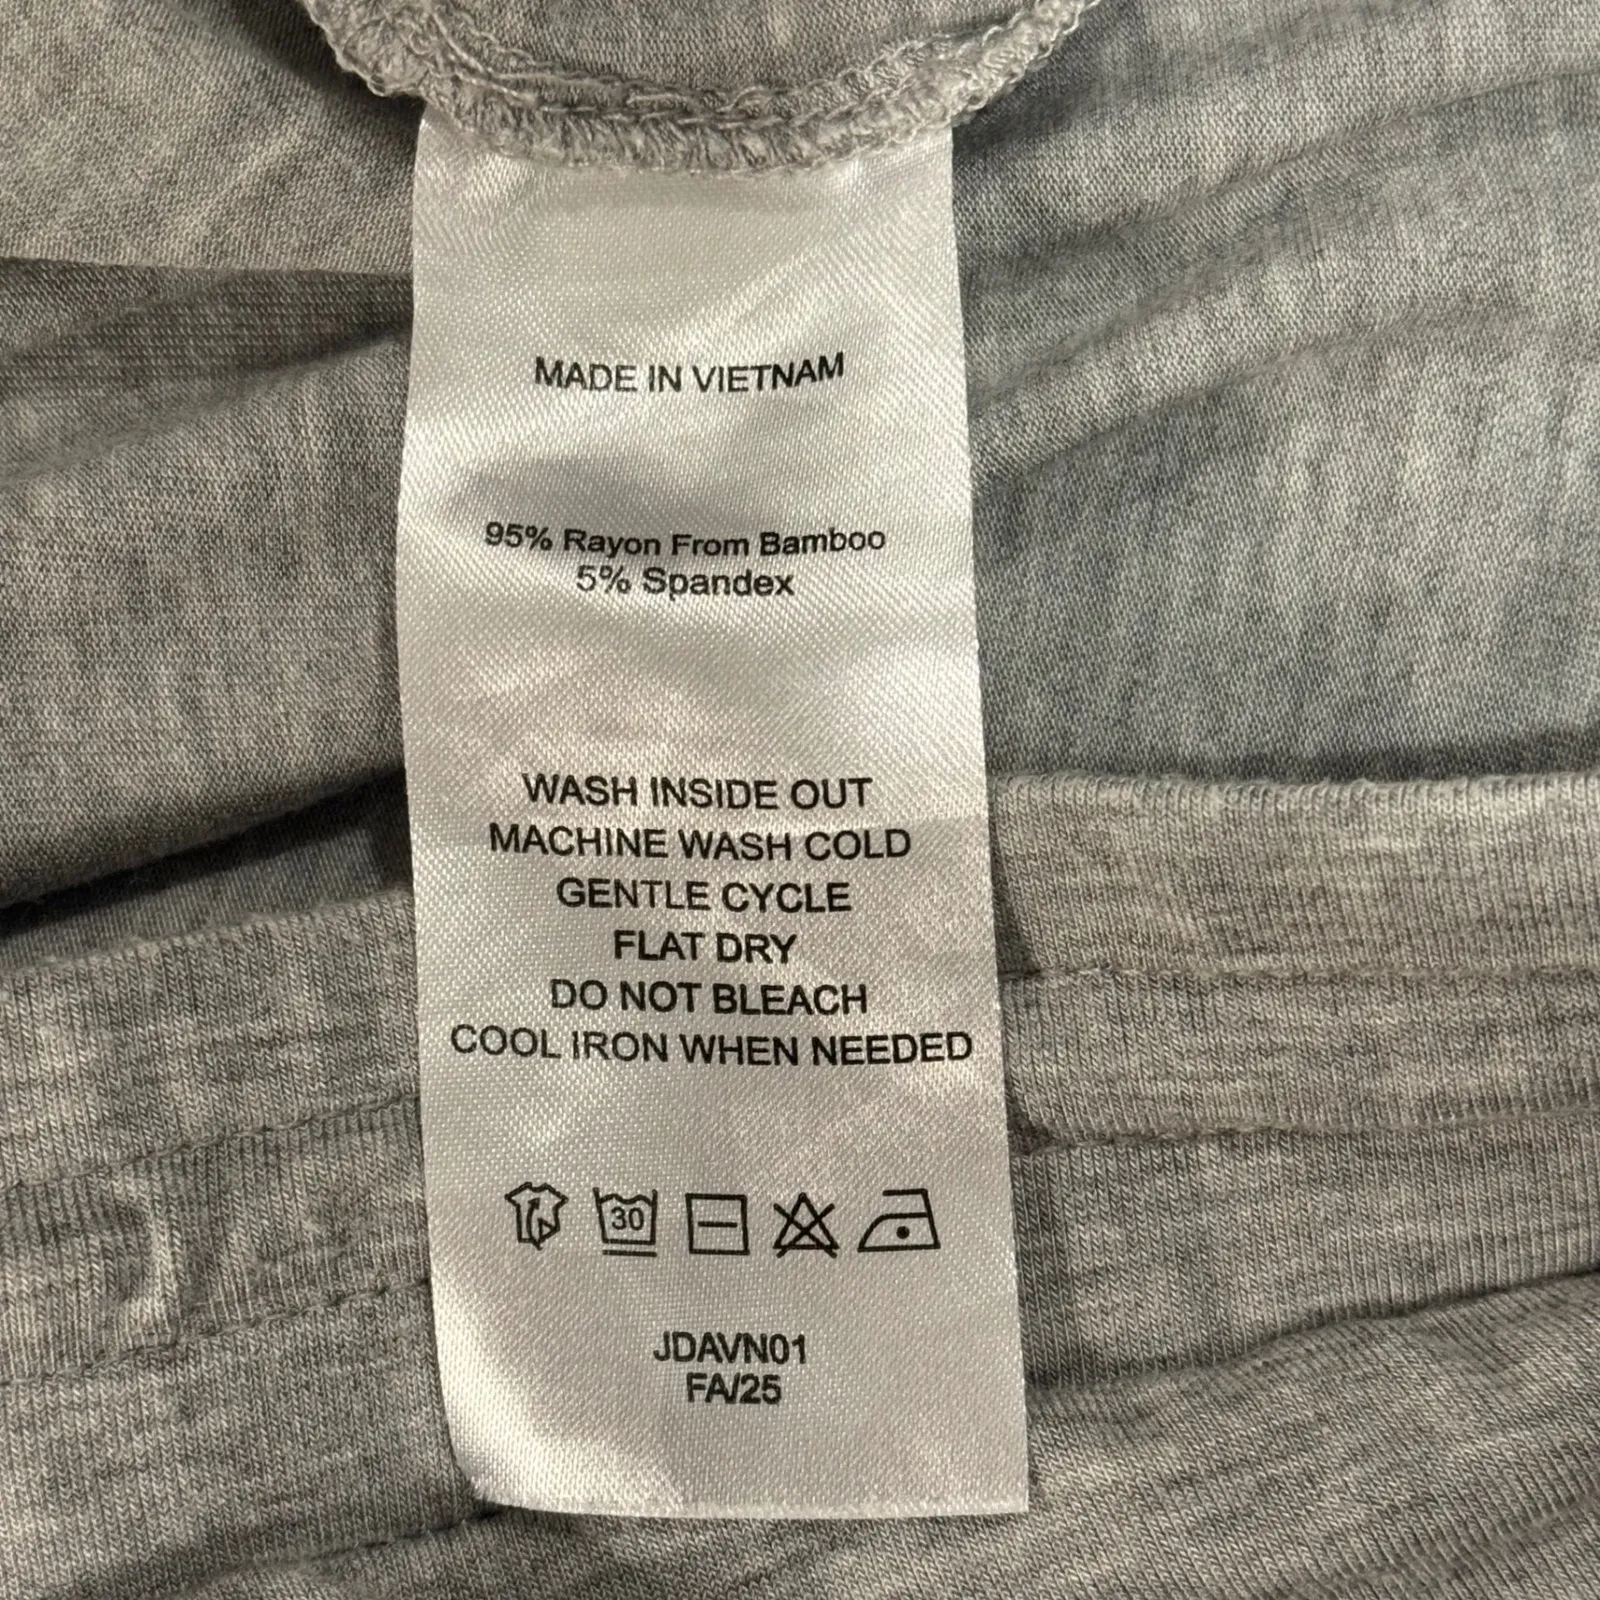 MADE IN VIETNAM
95% Rayon From Bamboo
5% Spandex
WASH INSIDE OUT
MACHINE WASH COLD
GENTLE CYCLE
FLAT DRY
DO NOT BLEACH
COOL IRON WHEN NEEDED
30
JDAVN01
FA/25